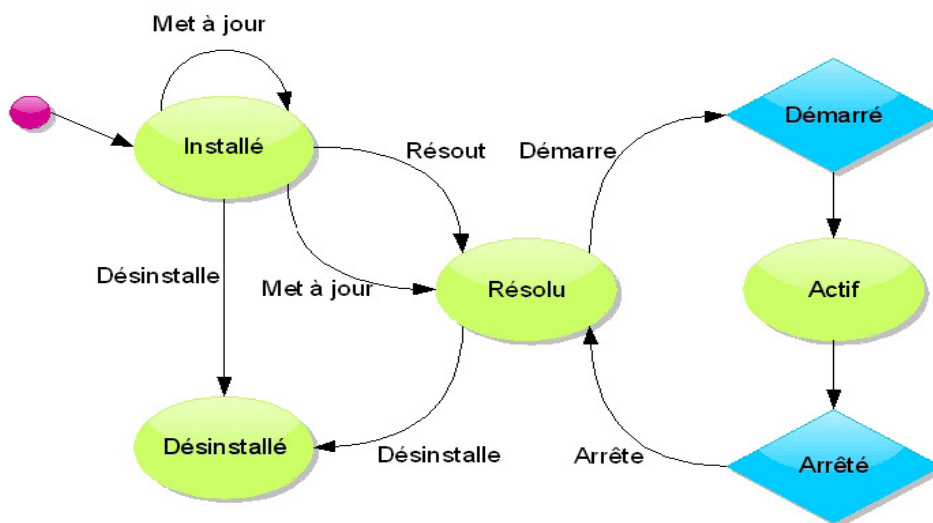 Met à jour
Installé
Résout
Démarre
Démarré
Désinstalle
Met à jour
Résolu
Actif
Désinstallé
Désinstalle
Arrête
Arrêté